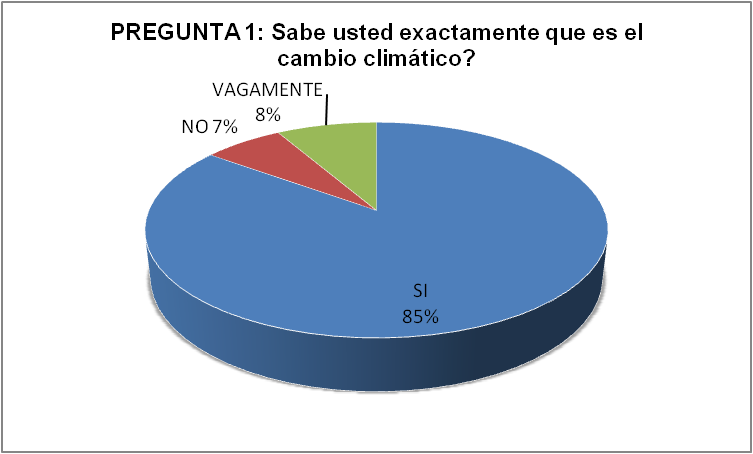 PREGUNTA 1: Sabe usted exactamente que es el
cambio climático?
VAGAMENTE
8%
NO 7%
SI
85%